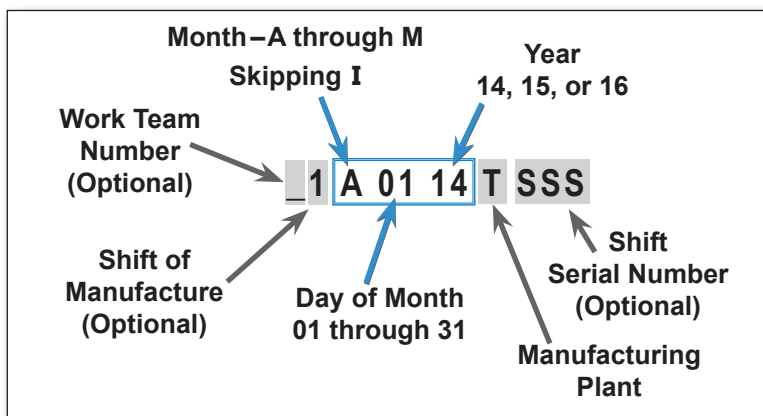 Month–A through M
Skipping I
Year
14, 15, or 16
Work Team
Number
(Optional)
_1 A 01 14 T SSS
Shift of
Manufacture
(Optional)
Day of Month
01 through 31
Shift
Serial Number
(Optional)
Manufacturing
Plant